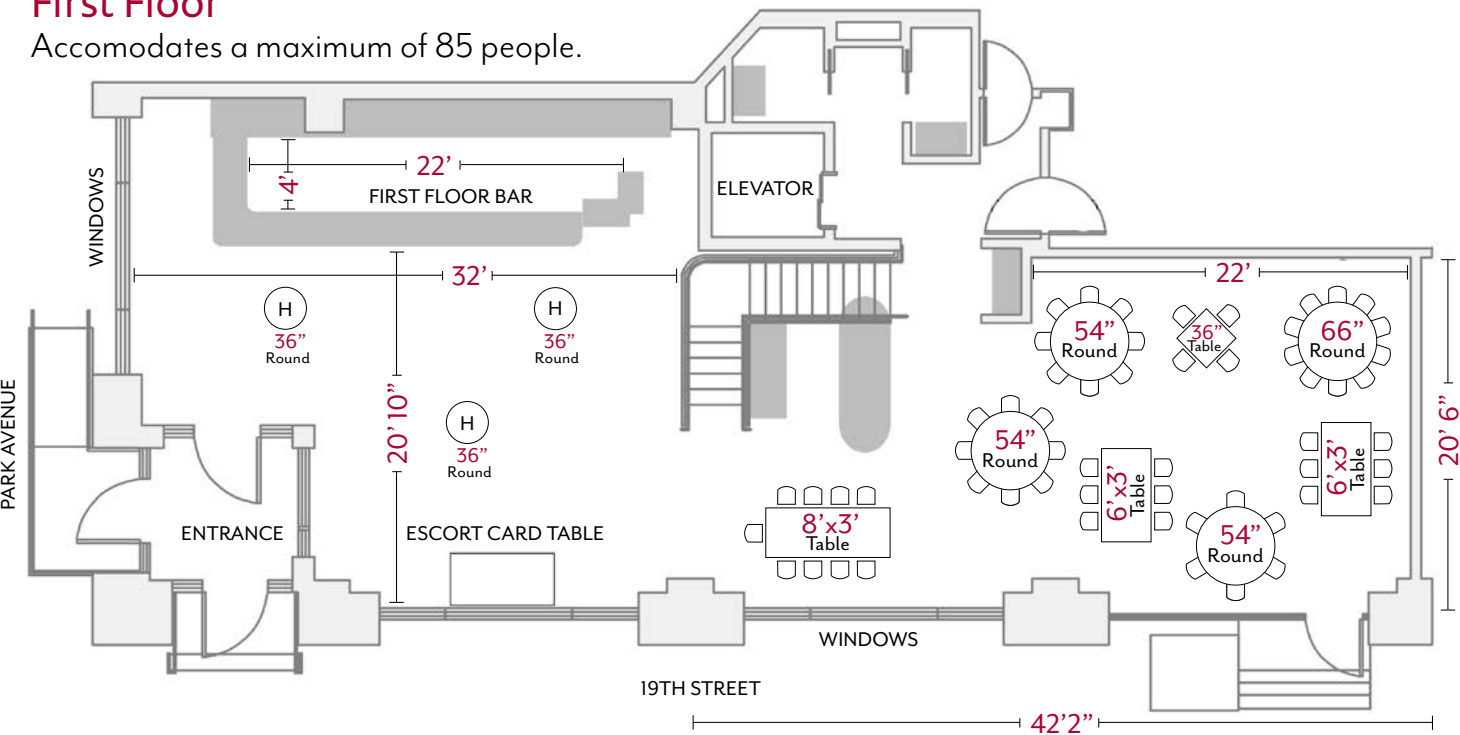 First Floor
Accomodates a maximum of 85 people.
WINDOWS
22'
4'
FIRST FLOOR BAR
ELEVATOR
32'
22'
H
36”
Round
H
36”
Round
H
36”
Round
20' 10”
54”
Round
36”
Table
66”
Round
54”
Round
6'x3'
Table
6'x3'
Table
54”
Round
20' 6”
PARK AVENUE
ENTRANCE
ESCORT CARD TABLE
8'x3'
Table
WINDOWS
19TH STREET
42'2”